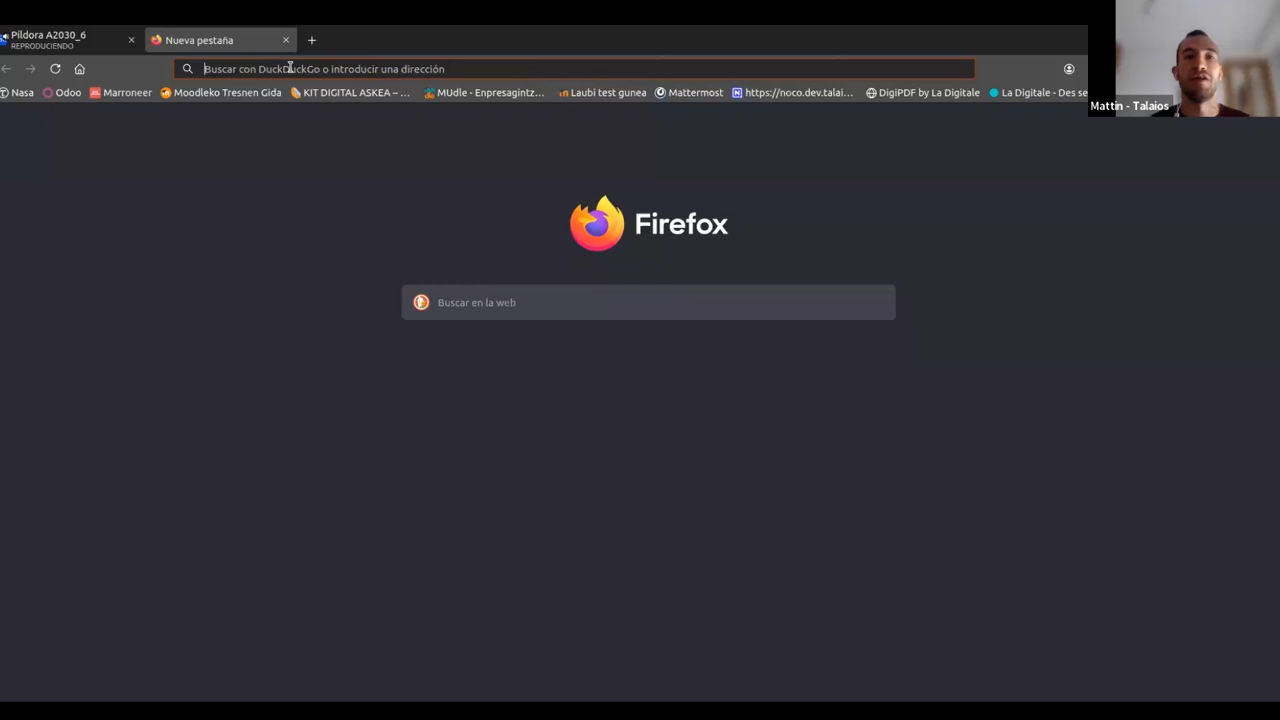 Píldora A2030_6
REPRODUCIENDO
Nueva pestaña
Buscar con DuckDuckGo o introducir una dirección
Nasa Odoo Marroneer Moodleko Tresnen Gida KIT DIGITAL ASKEA – ... MUdle - Enpresagintz... Laubi test gunea Mattermost https://noco.dev.talai... DigiPDF by La Digitale La Digitale - Des se
Mattin - Talaios
Firefox
Buscar en la web